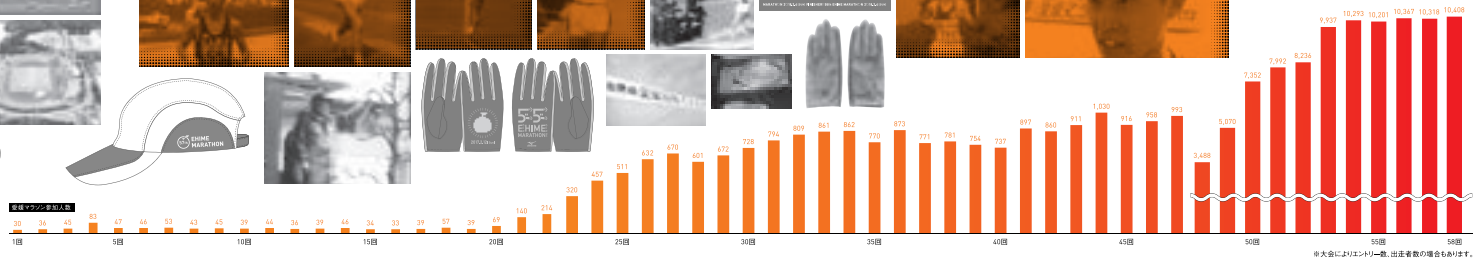 EHIME
MARATHON
EHIME
MARATHON
愛媛マラソン参加人数
30 36 45 83 47 46 53 43 45 39 44 36 39 46 34 33 39 57 39 69 140 214 320 457 511 632 670 601 672 728 794 809 861 862 770 873 771 781 754 737 897 860 911 1,030 916 958 993 3,488 5,070 7,352 7,992 8,236 9,937 10,293 10,201 10,367 10,318 10,408
1回 5回 10回 15回 20回 25回 30回 35回 40回 45回 50回 55回 58回
※大会によりエントリー数、出走者数の場合もあります。